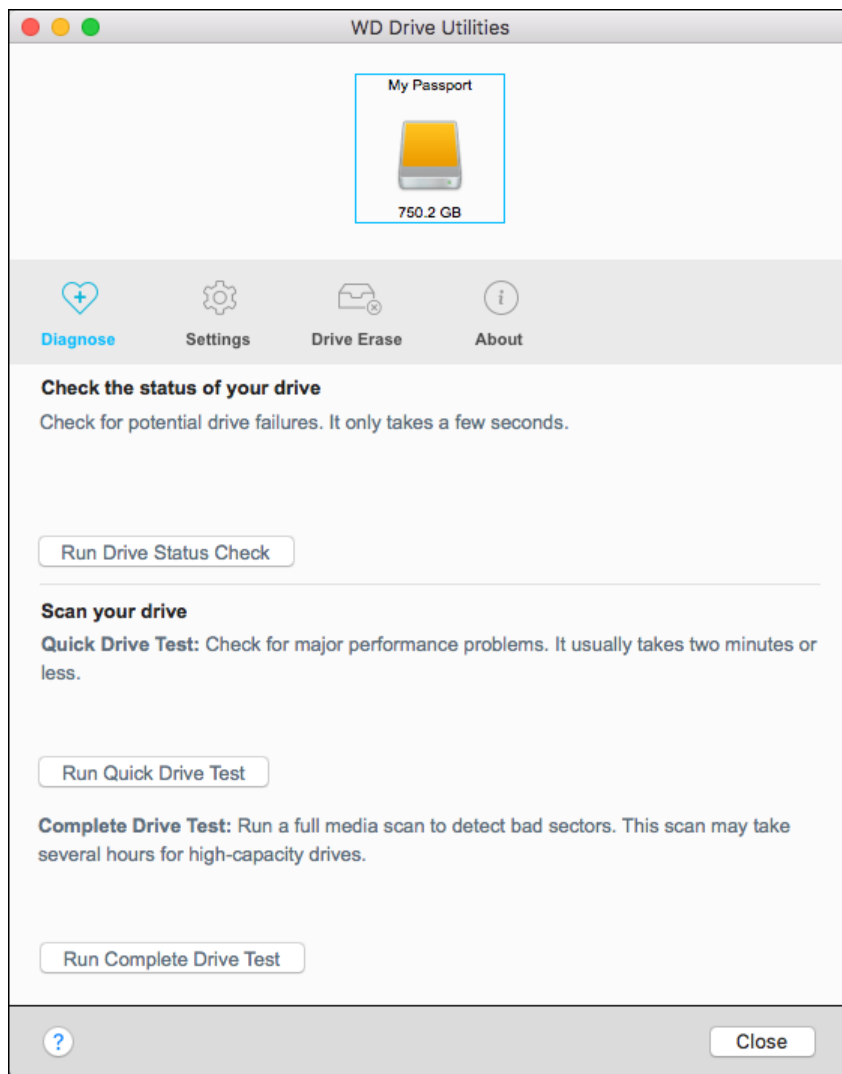 WD Drive Utilities
My Passport
750.2 GB
Diagnose
Settings
Drive Erase
About
Check the status of your drive
Check for potential drive failures. It only takes a few seconds.
Run Drive Status Check
Scan your drive
Quick Drive Test: Check for major performance problems. It usually takes two minutes or
less.
Run Quick Drive Test
Complete Drive Test: Run a full media scan to detect bad sectors. This scan may take
several hours for high-capacity drives.
Run Complete Drive Test
?
Close